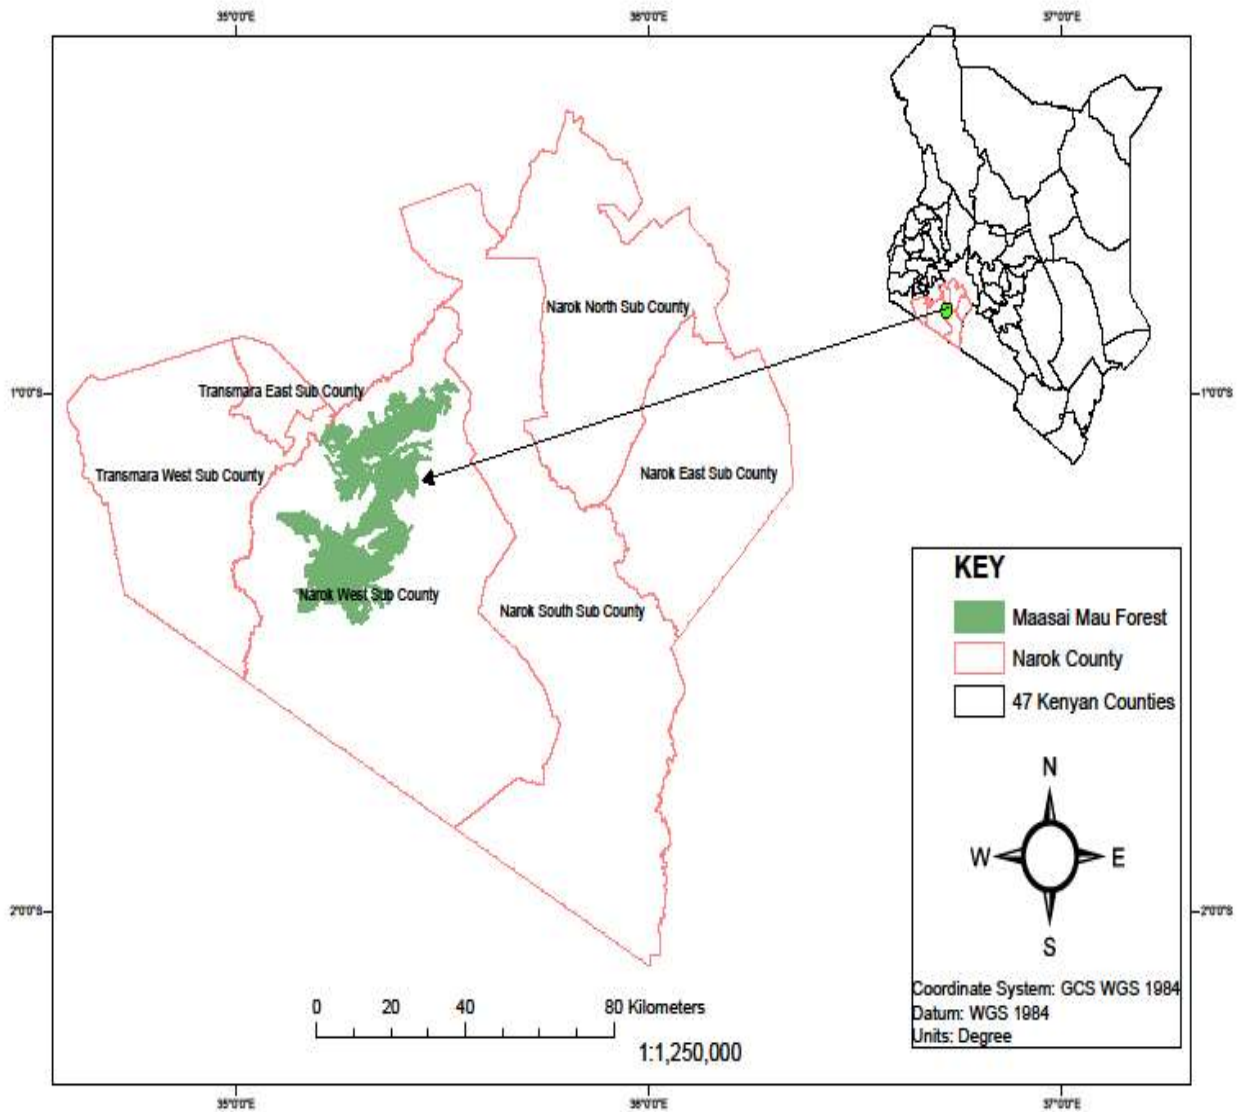 35°0'0"E
36°0'0"E
37°0'0"E
Narok North Sub County
Transmara East Sub County
1°0'0"S
1°0'0"S
Transmara West Sub County
Narok East Sub County
Narok West Sub County
Narok South Sub County
KEY
Maasai Mau Forest
Narok County
47 Kenyan Counties
N
W
E
S
2°0'0"S
2°0'0"S
Coordinate System: GCS WGS 1984
Datum: WGS 1984
Units: Degree
0 20 40 80 Kilometers
1:1,250,000
35°0'0"E
36°0'0"E
37°0'0"E